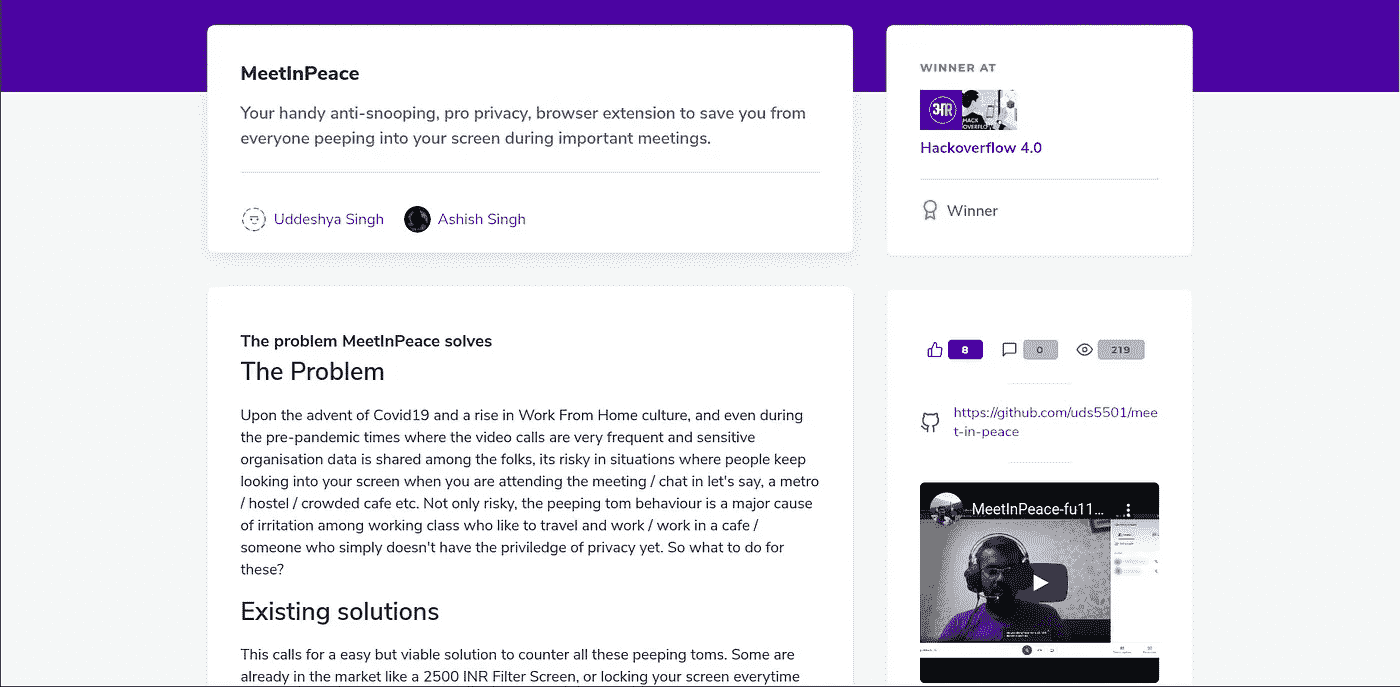 MeetInPeace
Your handy anti-snooping, pro privacy, browser extension to save you from
everyone peeping into your screen during important meetings.
Uddeshya Singh
Ashish Singh
WINNER AT
HACK
Hackoverflow 4.0
Winner
The problem MeetInPeace solves
The Problem
Upon the advent of Covid19 and a rise in Work From Home culture, and even during
the pre-pandemic times where the video calls are very frequent and sensitive
organisation data is shared among the folks, its risky in situations where people keep
looking into your screen when you are attending the meeting / chat in let's say, a metro
/ hostel / crowded cafe etc. Not only risky, the peeping tom behaviour is a major cause
of irritation among working class who like to travel and work / work in a cafe /
someone who simply doesn't have the priviledge of privacy yet. So what to do for
these?
Existing solutions
This calls for a easy but viable solution to counter all these peeping toms. Some are
already in the market like a 2500 INR Filter Screen, or locking your screen everytime
8
0
219
https://github.com/uds5501/mee
t-in-peace
MeetInPeace-fu11...